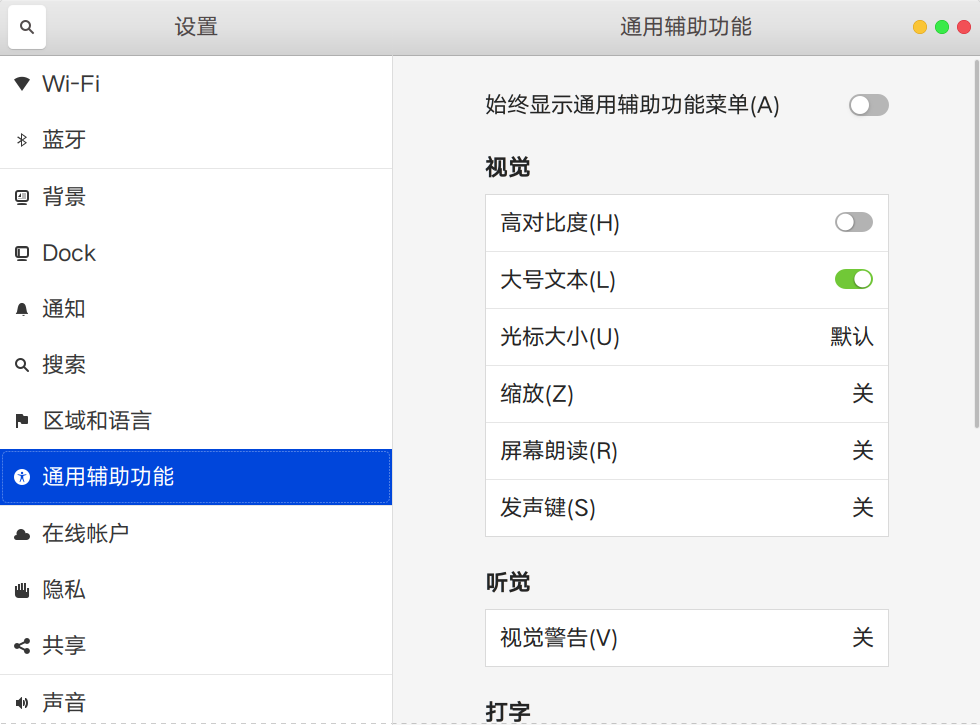 设置
通用辅助功能
Wi-Fi
蓝牙
背景
Dock
通知
搜索
区域和语言
通用辅助功能
在线帐户
隐私
共享
声音
始终显示通用辅助功能菜单(A)
视觉
高对比度(H)
大号文本(L)
光标大小(U) 默认
缩放(Z) 关
屏幕朗读(R) 关
发声键(S) 关
听觉
视觉警告(V) 关
打字